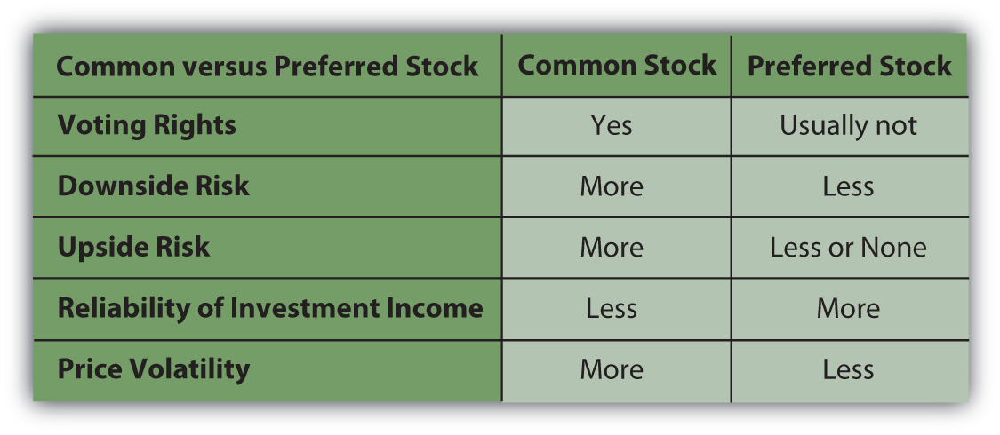 Common versus Preferred Stock Common Stock Preferred Stock
Voting Rights Yes Usually not
Downside Risk More Less
Upside Risk More Less or None
Reliability of Investment Income Less More
Price Volatility More Less